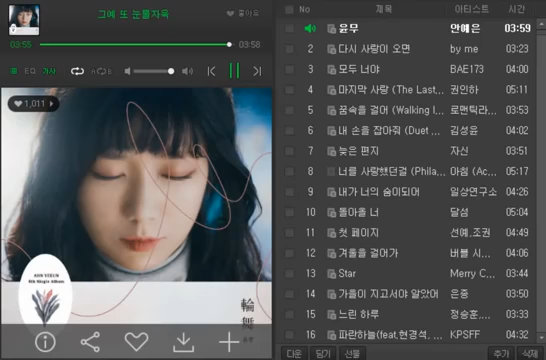 그예 또 눈물자욱
좋아요
03:55
03:58
EQ 가사
1,011
AHN YEEUN
5th Single Album
輪
舞
No 제목 아티스트 시간
윤무 안예은 03:59
2 다시 사랑이 오면 by me 03:23
3 모두 너야 BAE173 04:00
4 마지막 사랑 (The Last,... 권인하 05:11
5 꿈속을 걸어 (Walking I... 로맨틱라... 03:53
6 내 손을 잡아줘 (Duet ... 김성윤 04:02
7 늦은 편지 자신 03:51
8 너를 사랑했던걸 (Phila... 마침 (Ac... 05:17
9 내가 너의 숨이되어 일상연구소 04:26
10 돌아올 너 달섬 05:04
11 첫 페이지 선예,조권 04:49
12 겨울을 걸어가 버블 시... 04:06
13 Star Merry C... 03:44
14 가을이 지고서야 알았어 은중 03:50
15 느린 하루 정승훈,... 03:33
16 파란하늘(feat,현경석, ... KPSFF 04:32
다운 담기 선물 추가 삭제